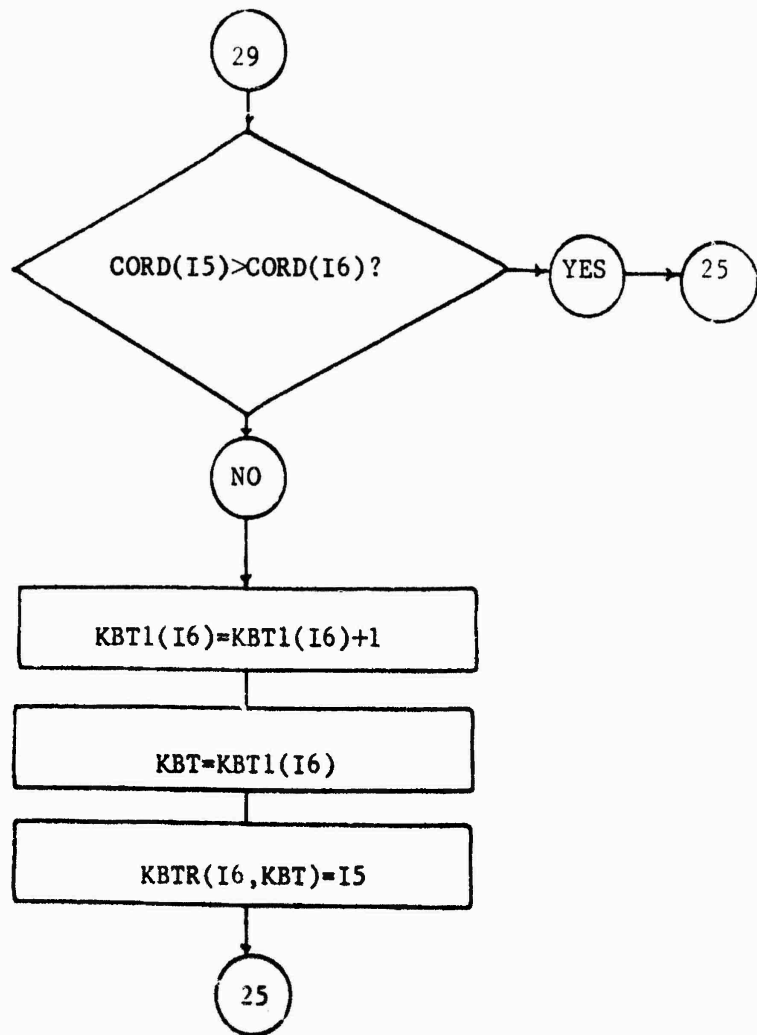 29
CORD(I5)>CORD(I6)?
YES
25
NO
KBT1(I6)=KBT1(I6)+1
KBT=KBT1(I6)
KBTR(I6,KBT)=I5
25